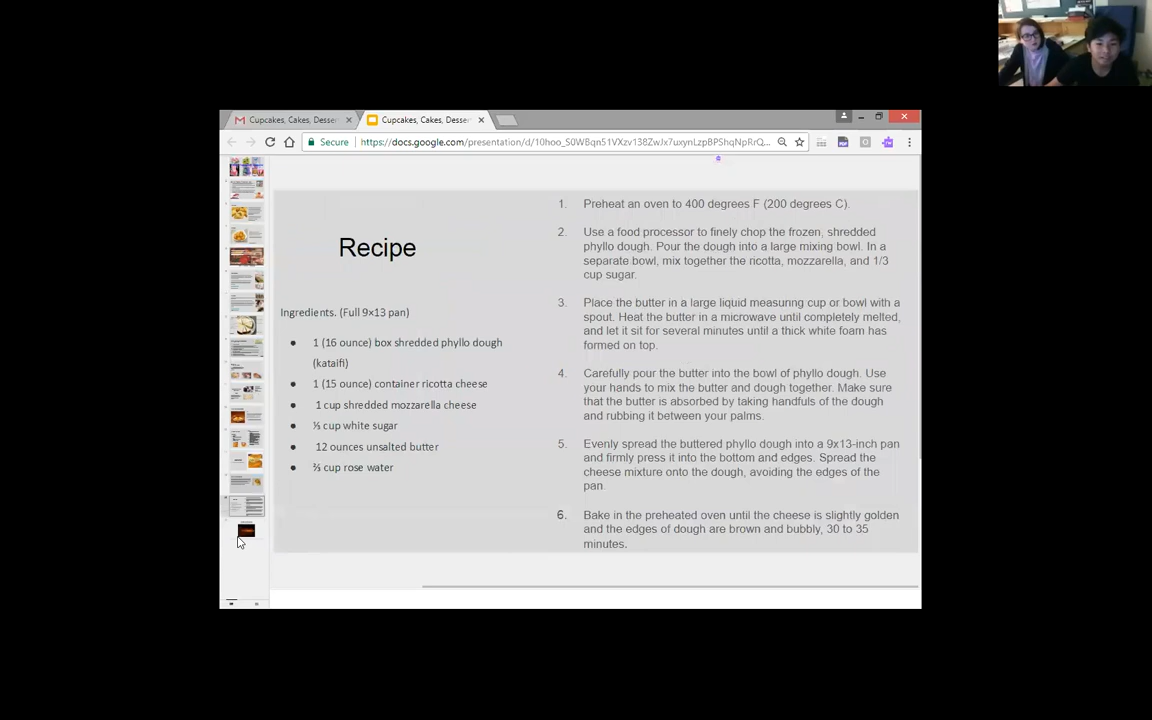 Cupcakes, Cakes, Desser
Cupcakes, Cakes, Desser
Secure
https://docs.google.com/presentation/d/10hoo_S0WBqn51VXzv138ZwJx7uxynLzpBPShqNpRrQ...
Recipe
Ingredients. (Full 9×13 pan)
● 1 (16 ounce) box shredded phyllo dough
(kataifi)
● 1 (15 ounce) container ricotta cheese
● 1 cup shredded mozzarella cheese
● ⅓ cup white sugar
● 12 ounces unsalted butter
● ⅔ cup rose water
1. Preheat an oven to 400 degrees F (200 degrees C).
2. Use a food processor to finely chop the frozen, shredded
phyllo dough. Pour the dough into a large mixing bowl. In a
separate bowl, mix together the ricotta, mozzarella, and 1/3
cup sugar.
3. Place the butter in a large liquid measuring cup or bowl with a
spout. Heat the butter in a microwave until completely melted,
and let it sit for several minutes until a thick white foam has
formed on top.
4. Carefully pour the butter into the bowl of phyllo dough. Use
your hands to mix the butter and dough together. Make sure
that the butter is absorbed by taking handfuls of the dough
and rubbing it between your palms.
5. Evenly spread the buttered phyllo dough into a 9x13-inch pan
and firmly press it into the bottom and edges. Spread the
cheese mixture onto the dough, avoiding the edges of the
pan.
6. Bake in the preheated oven until the cheese is slightly golden
and the edges of dough are brown and bubbly, 30 to 35
minutes.